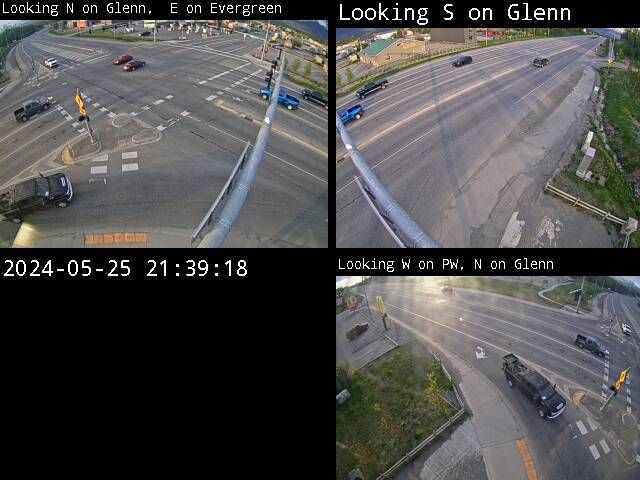 Looking N on Glenn, E on Evergreen
Looking S on Glenn
2024-05-25 21:39:18
Looking W on PW, N on Glenn